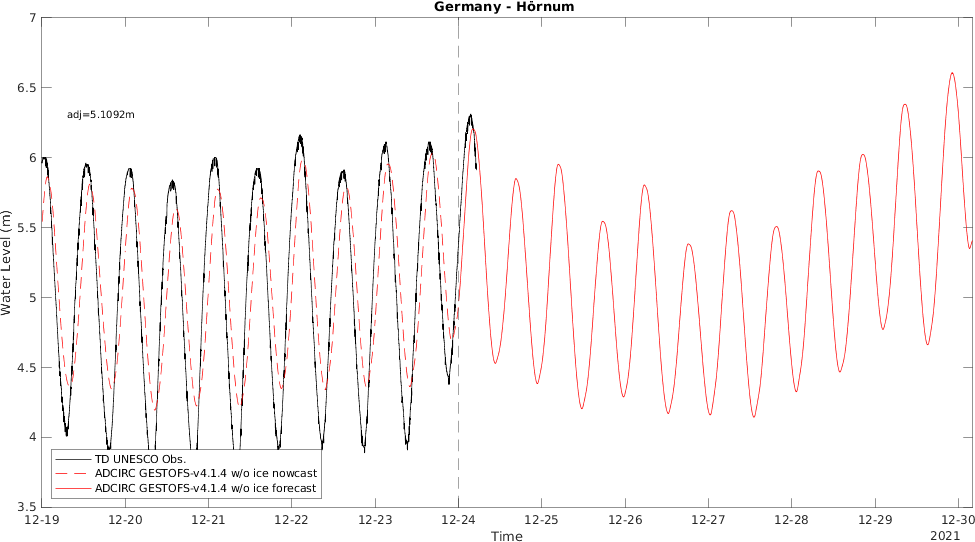 Germany - Hörnum
7
6.5
6
5.5
5
4.5
4
3.5
Water Level (m)
adj=5.1092m
TD UNESCO Obs.
ADCIRC GESTOFS-v4.1.4 w/o ice nowcast
ADCIRC GESTOFS-v4.1.4 w/o ice forecast
12-19 12-20 12-21 12-22 12-23 12-24 12-25 12-26 12-27 12-28 12-29 12-30
Time
2021